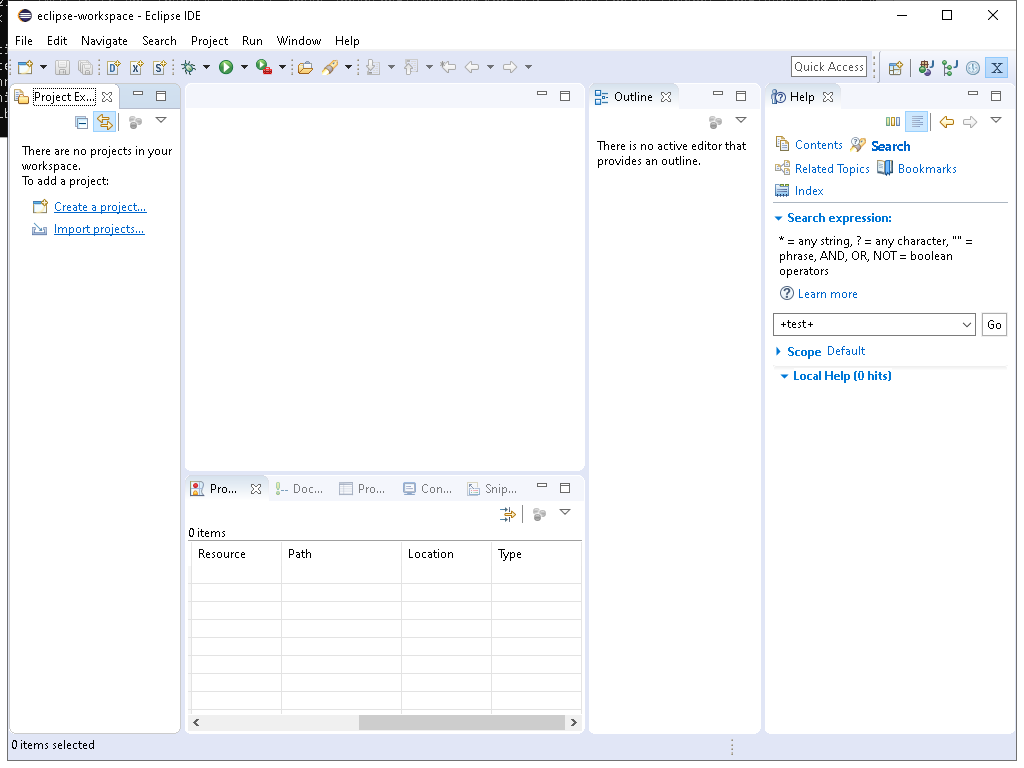 eclipse-workspace - Eclipse IDE
File Edit Navigate Search Project Run Window Help
Quick Access
Project Ex...
There are no projects in your
workspace.
To add a project:
Create a project...
Import projects...
Outline
There is no active editor that
provides an outline.
Help
Contents Search
Related Topics Bookmarks
Index
Search expression:
* = any string, ? = any character, "" =
phrase, AND, OR, NOT = boolean
operators
Learn more
+test+ Go
Scope Default
Local Help (0 hits)
Pro... Doc... Pro... Con... Snip...
0 items
Resource Path Location Type
0 items selected